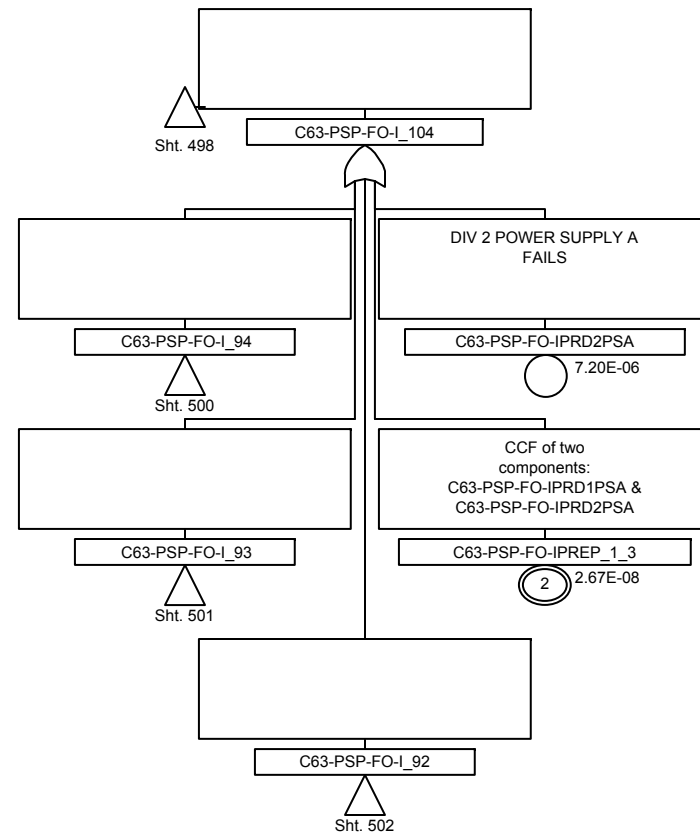 Sht. 498
C63-PSP-FO-I_104
C63-PSP-FO-I_94
Sht. 500
DIV 2 POWER SUPPLY A
FAILS
C63-PSP-FO-IPRD2PSA
7.20E-06
C63-PSP-FO-I_93
Sht. 501
CCF of two
components:
C63-PSP-FO-IPRD1PSA &
C63-PSP-FO-IPRD2PSA
C63-PSP-FO-IPREP_1_3
2
2.67E-08
C63-PSP-FO-I_92
Sht. 502